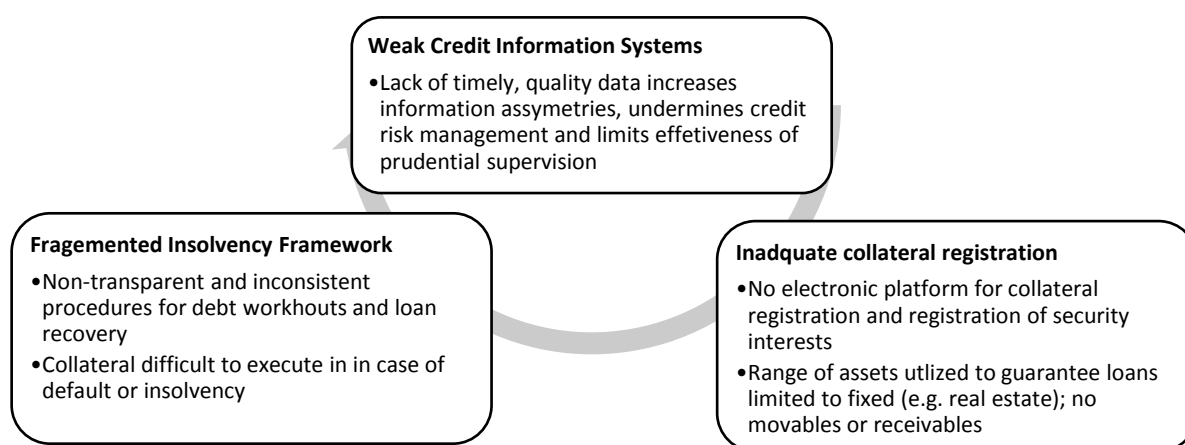 Weak Credit Information Systems
•Lack of timely, quality data increases
information assymetries, undermines credit
risk management and limits effetiveness of
prudential supervision
Fragemented Insolvency Framework
•Non-transparent and inconsistent
procedures for debt workhouts and loan
recovery
•Collateral difficult to execute in in case of
default or insolvency
Inadquate collateral registration
•No electronic platform for collateral
registration and registration of security
interests
•Range of assets utlized to guarantee loans
limited to fixed (e.g. real estate); no
movables or receivables